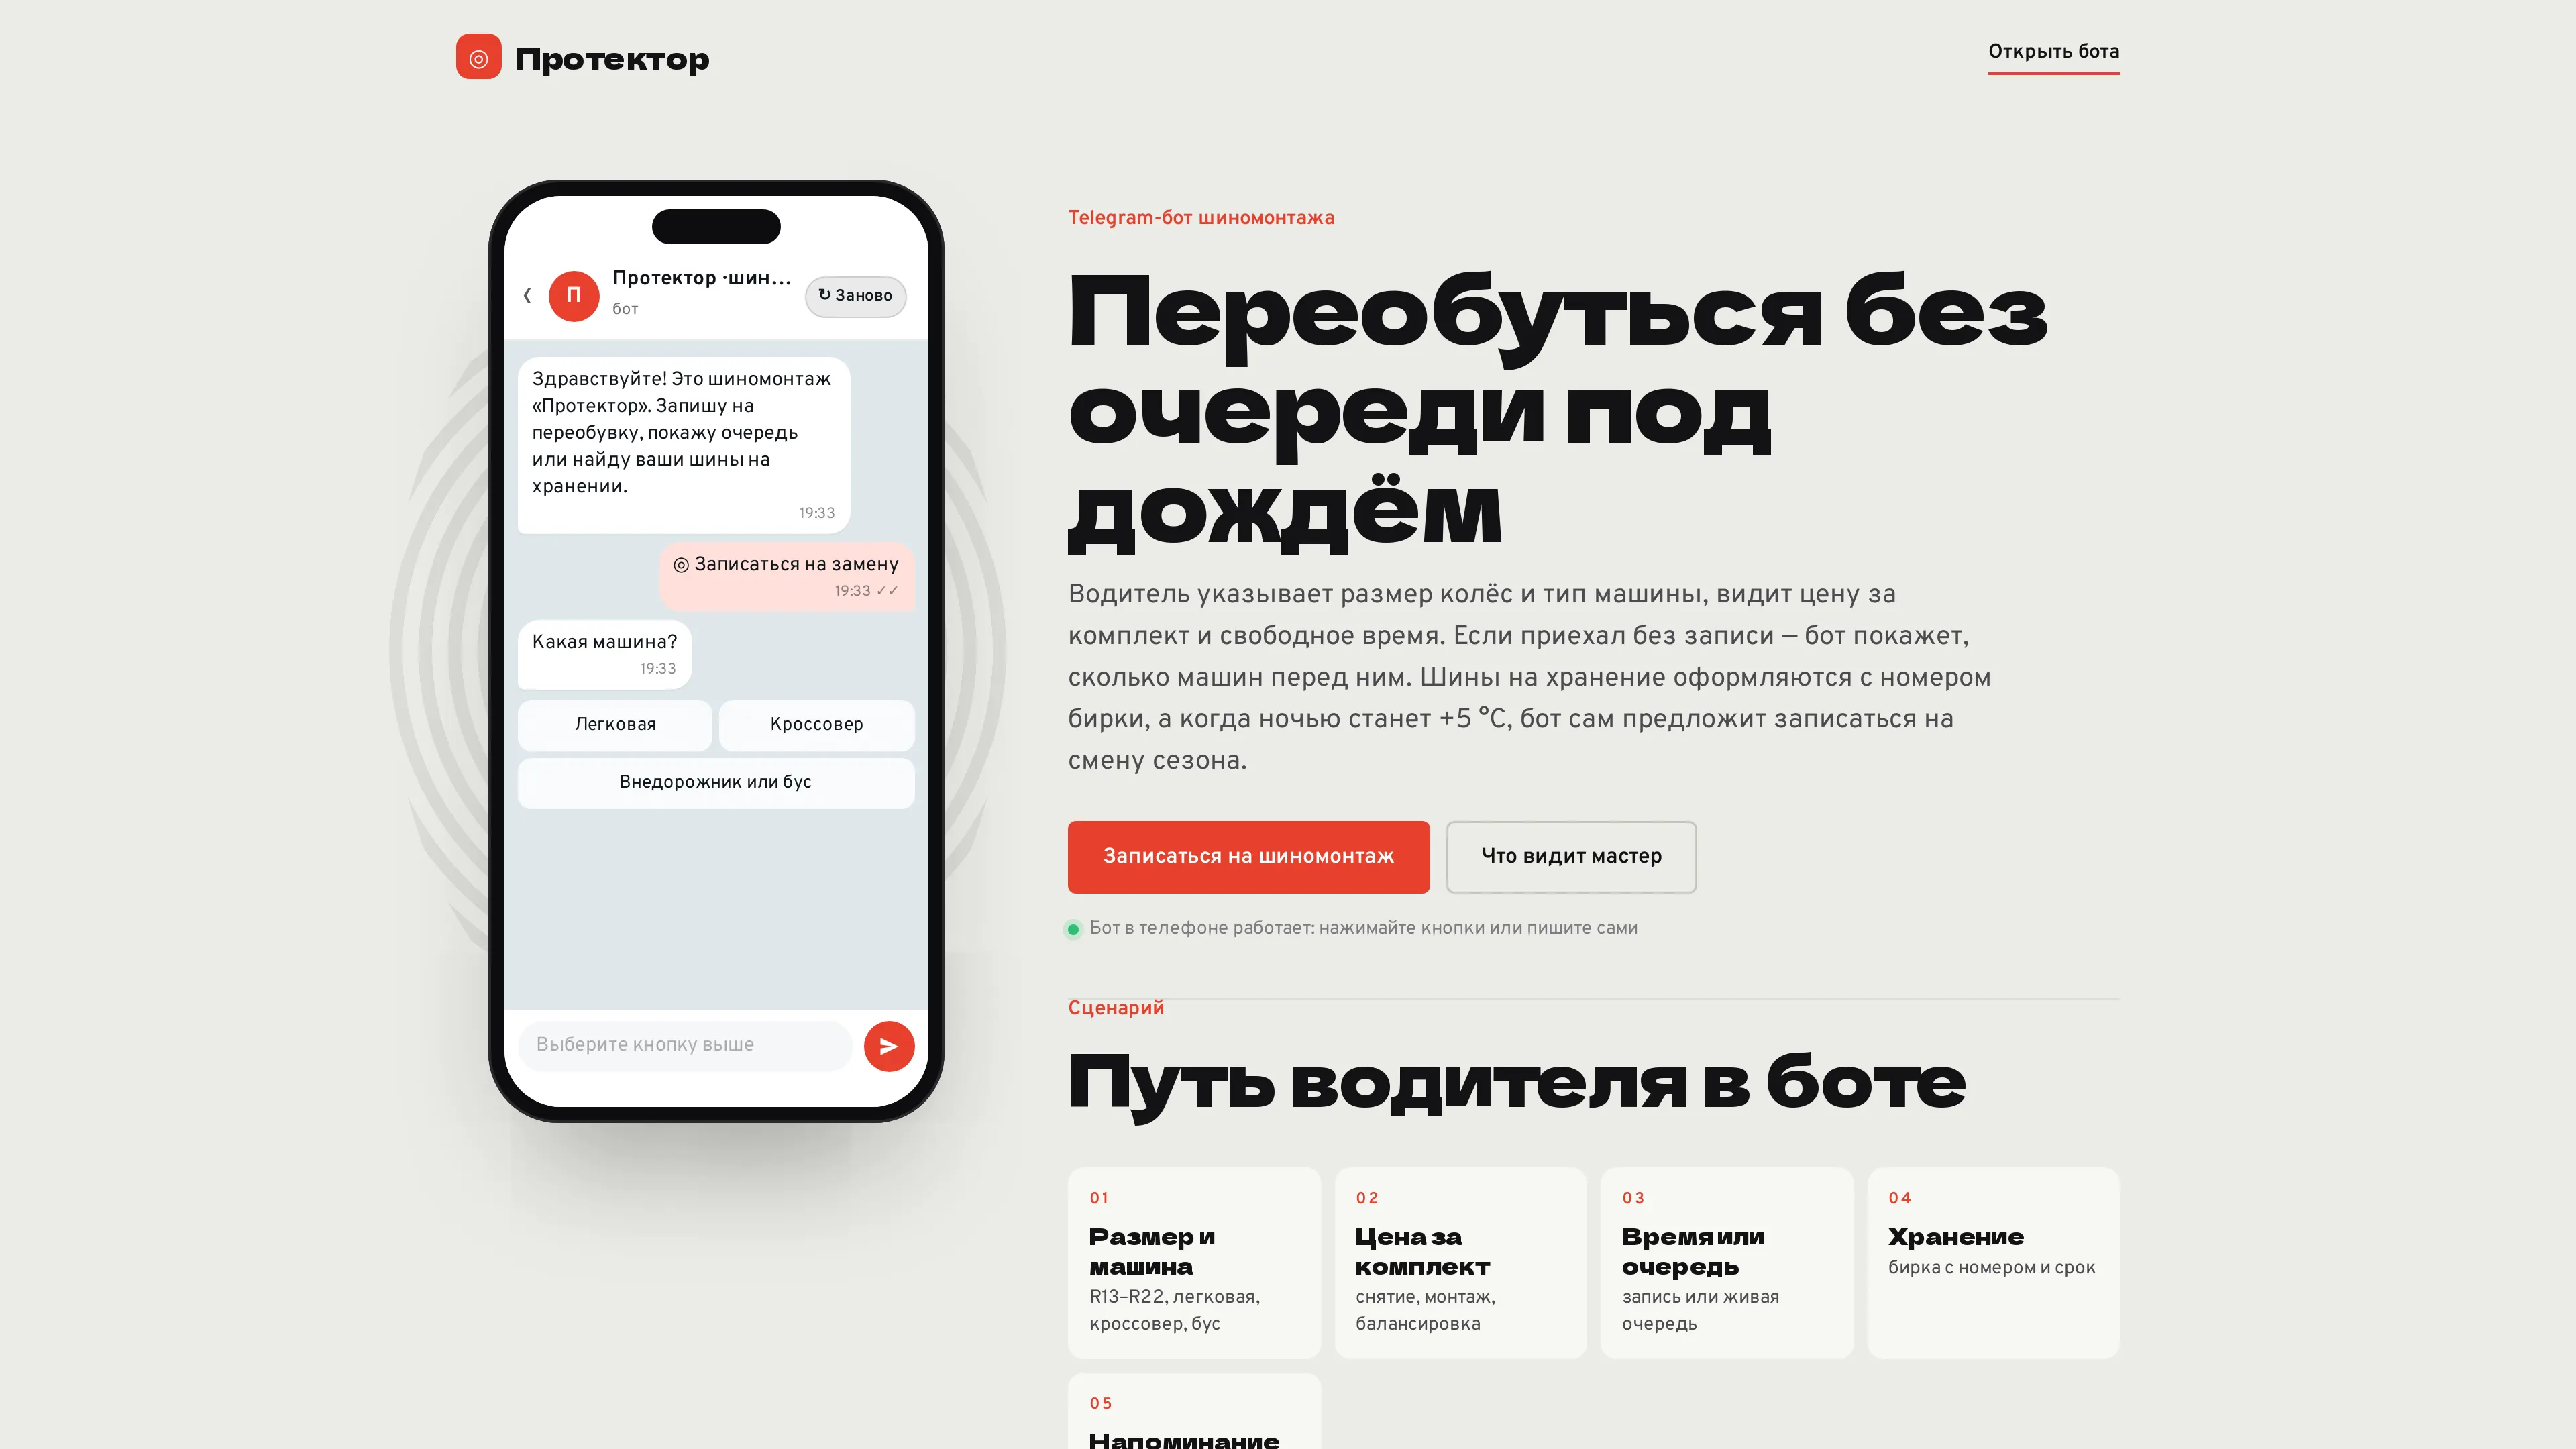 ◎ Протектор
Открыть бота
Протектор ·шин...
бот
↻ Заново
Здравствуйте! Это шиномонтаж
«Протектор». Запишу на
переобувку, покажу очередь
или найду ваши шины на
хранении.
19:33
◎ Записаться на замену
19:33 ✓✓
Какая машина?
19:33
Легковая
Кроссовер
Внедорожник или бус
Выберите кнопку выше
П
Telegram-бот шиномонтажа
Переобуться без
очереди под
дождём
Водитель указывает размер колёс и тип машины, видит цену за
комплект и свободное время. Если приехал без записи — бот покажет,
сколько машин перед ним. Шины на хранение оформляются с номером
бирки, а когда ночью станет +5 °C, бот сам предложит записаться на
смену сезона.
Записаться на шиномонтаж
Что видит мастер
Бот в телефоне работает: нажимайте кнопки или пишите сами
Сценарий
Путь водителя в боте
01
Размер и
машина
R13–R22, легковая,
кроссовер, бус
02
Цена за
комплект
снятие, монтаж,
балансировка
03
Время или
очередь
запись или живая
очередь
04
Хранение
бирка с номером и срок
05
Напоминание